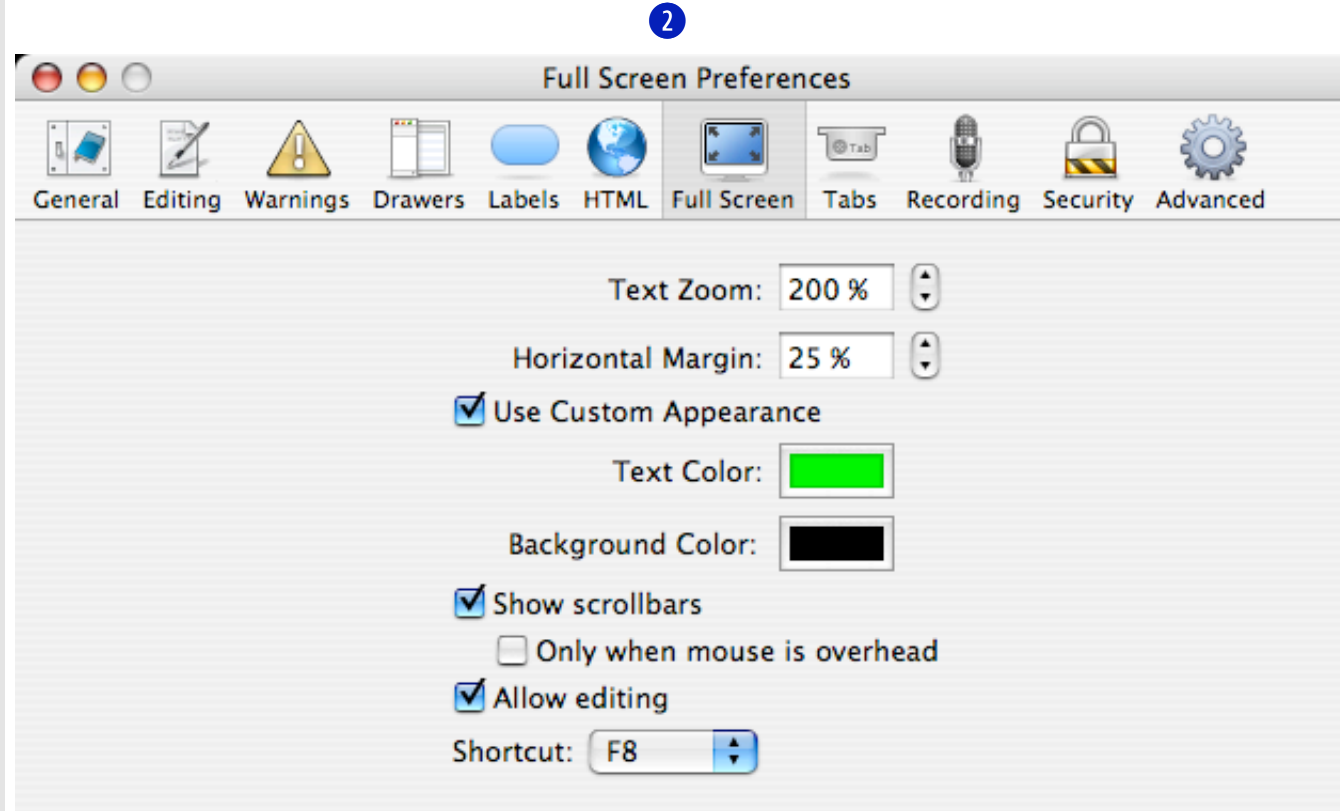 2
Full Screen Preferences
Tab
General Editing Warnings Drawers Labels HTML Full Screen Tabs Recording Security Advanced
Text Zoom: 200 %
Horizontal Margin: 25 %
Use Custom Appearance
Text Color:
Background Color:
Show scrollbars
Only when mouse is overhead
Allow editing
Shortcut: F8